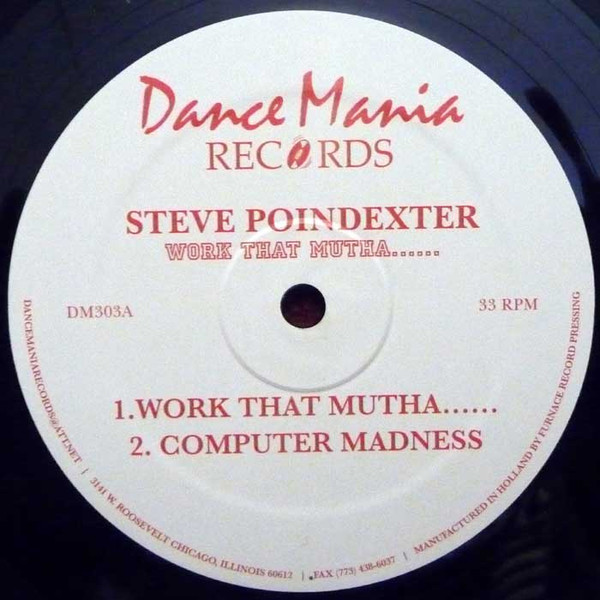 Dance Mania
RECORDS
STEVE POINDEXTER
WORK THAT MUTHA......
DM303A
33 RPM
1.WORK THAT MUTHA......
2. COMPUTER MADNESS
DANCEMANIARECORDS@ATT.NET | 3141 W. ROOSEVELT CHICAGO, ILLINOIS 60612 | .FAX (773) 438-6037 | MANUFACTURED IN HOLLAND BY FURNACE RECORD PRESSING